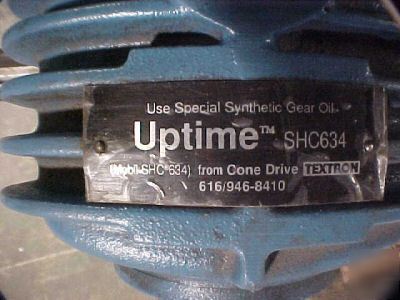 Use Special Synthetic Gear Oil
Uptime™ SHC634
(Mobil SHC 634) from Cone Drive TEXTRON
616/946-8410